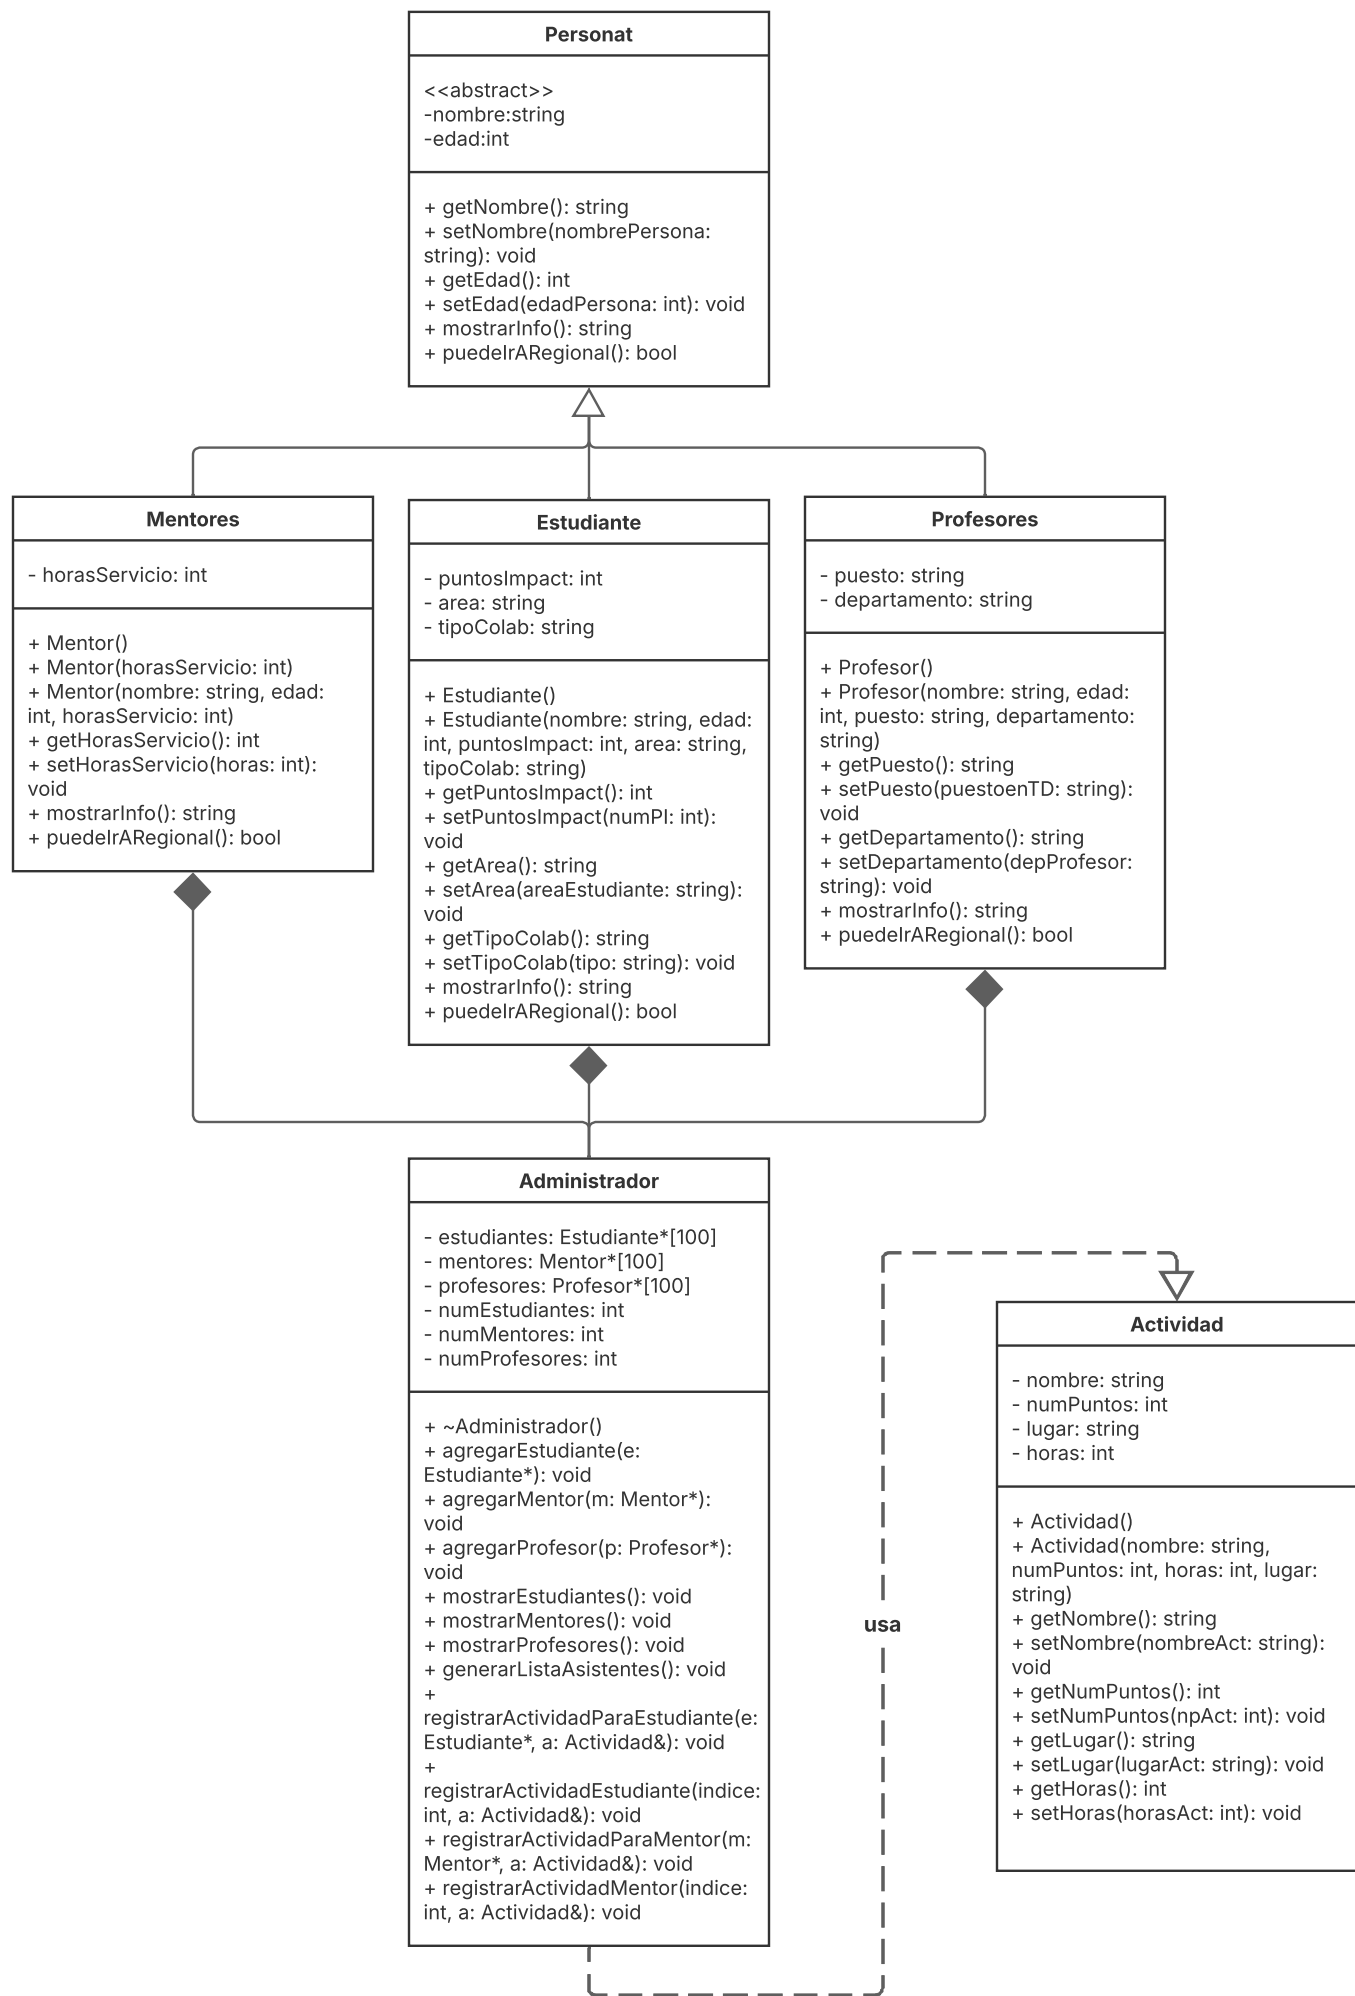 Personat
<<abstract>>
-nombre:string
-edad:int
+ getNombre(): string
+ setNombre(nombrePersona:
string): void
+ getEdad(): int
+ setEdad(edadPersona: int): void
+ mostrarInfo(): string
+ puedeIrARegional(): bool
Mentores
- horasServicio: int
+ Mentor()
+ Mentor(horasServicio: int)
+ Mentor(nombre: string, edad:
int, horasServicio: int)
+ getHorasServicio(): int
+ setHorasServicio(horas: int):
void
+ mostrarInfo(): string
+ puedeIrARegional(): bool
Estudiante
- puntosImpact: int
- area: string
- tipoColab: string
+ Estudiante()
+ Estudiante(nombre: string, edad:
int, puntosImpact: int, area: string,
tipoColab: string)
+ getPuntosImpact(): int
+ setPuntosImpact(numPI: int):
void
+ getArea(): string
+ setArea(areaEstudiante: string):
void
+ getTipoColab(): string
+ setTipoColab(tipo: string): void
+ mostrarInfo(): string
+ puedeIrARegional(): bool
Profesores
- puesto: string
- departamento: string
+ Profesor()
+ Profesor(nombre: string, edad:
int, puesto: string, departamento:
string)
+ getPuesto(): string
+ setPuesto(puestoenTD: string):
void
+ getDepartamento(): string
+ setDepartamento(depProfesor:
string): void
+ mostrarInfo(): string
+ puedeIrARegional(): bool
Administrador
- estudiantes: Estudiante*[100]
- mentores: Mentor*[100]
- profesores: Profesor*[100]
- numEstudiantes: int
- numMentores: int
- numProfesores: int
+ ~Administrador()
+ agregarEstudiante(e:
Estudiante*): void
+ agregarMentor(m: Mentor*):
void
+ agregarProfesor(p: Profesor*):
void
+ mostrarEstudiantes(): void
+ mostrarMentores(): void
+ mostrarProfesores(): void
+ generarListaAsistentes(): void
+
registrarActividadParaEstudiante(e:
Estudiante*, a: Actividad&): void
+
registrarActividadEstudiante(indice:
int, a: Actividad&): void
+ registrarActividadParaMentor(m:
Mentor*, a: Actividad&): void
+ registrarActividadMentor(indice:
int, a: Actividad&): void
usa
Actividad
- nombre: string
- numPuntos: int
- lugar: string
- horas: int
+ Actividad()
+ Actividad(nombre: string,
numPuntos: int, horas: int, lugar:
string)
+ getNombre(): string
+ setNombre(nombreAct: string):
void
+ getNumPuntos(): int
+ setNumPuntos(npAct: int): void
+ getLugar(): string
+ setLugar(lugarAct: string): void
+ getHoras(): int
+ setHoras(horasAct: int): void